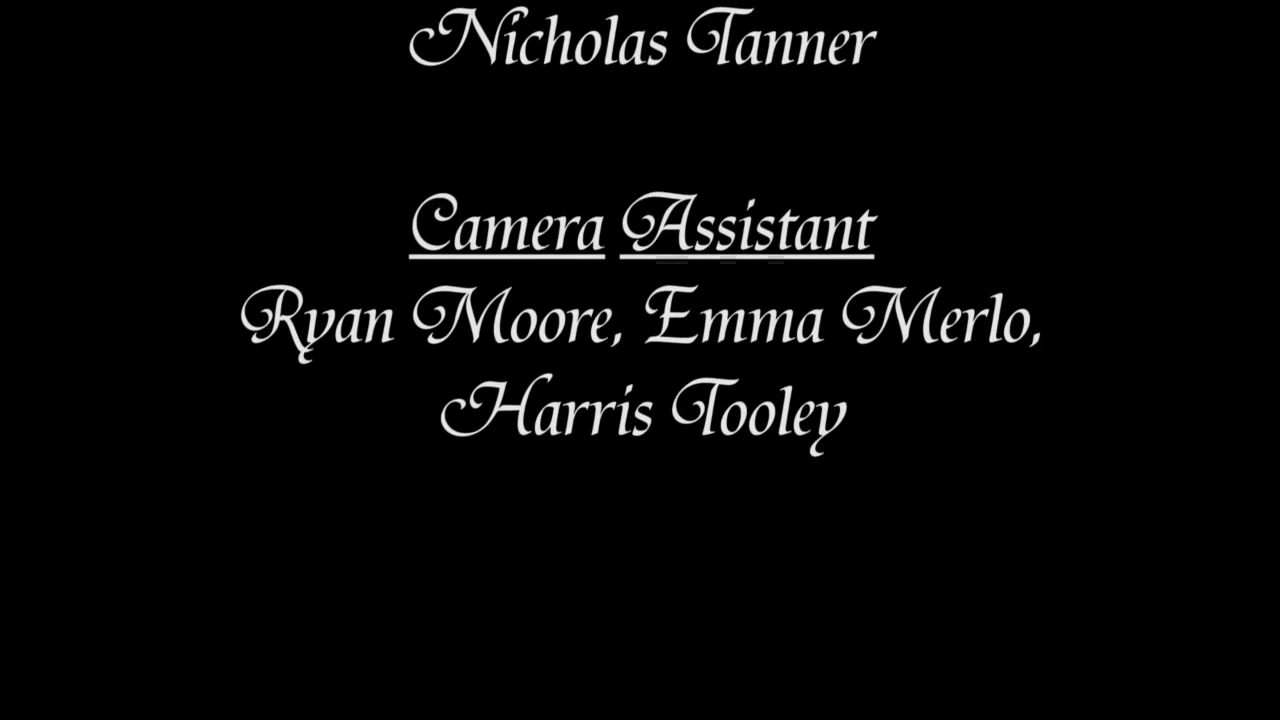 Nicholas Tanner
Camera Assistant
Ryan Moore, Emma Merlo,
Harris Tooley